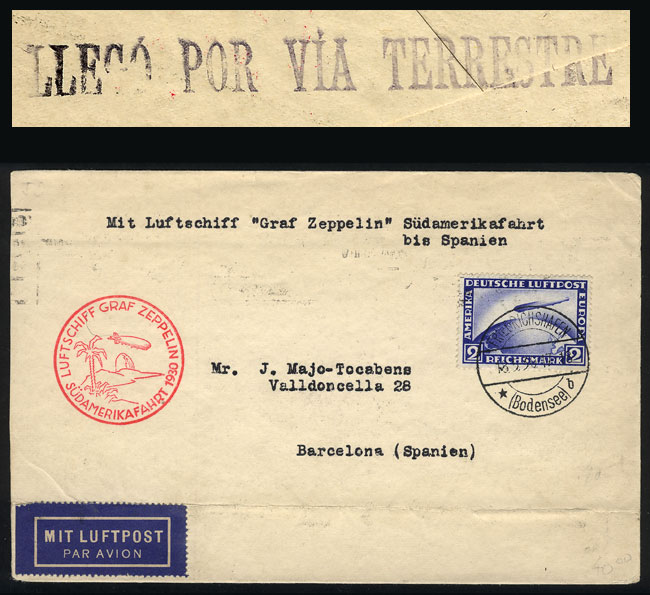 LLEGÓ POR VÍA TERRESTRE
Mit Luftschiff "Graf Zeppelin" Südamerikafahrt
bis Spanien
DEUTSCHE LUFTPOST
AMERIKA
EUROPA
2 REICHSMARK 2
FRIEDRICHSHAFEN
★ (Bodensee) b
LUFTSCHIFF GRAF ZEPPELIN
SÜDAMERIKAFAHRT 1930
Mr. J. Majo-Tocabens
Valldoncella 28
Barcelona (Spanien)
MIT LUFTPOST
PAR AVION